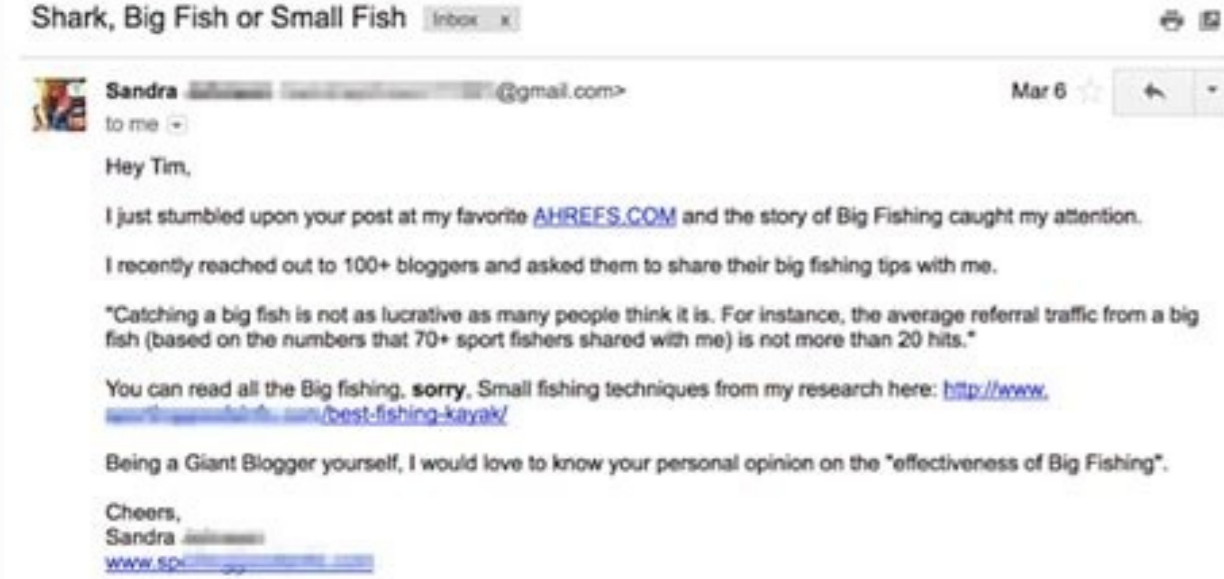 Shark, Big Fish or Small Fish Inbox x
Sandra @gmail.com> Mar 6
to me
Hey Tim,
I just stumbled upon your post at my favorite AHREFS.COM and the story of Big Fishing caught my attention.
I recently reached out to 100+ bloggers and asked them to share their big fishing tips with me.
"Catching a big fish is not as lucrative as many people think it is. For instance, the average referral traffic from a big
fish (based on the numbers that 70+ sport fishers shared with me) is not more than 20 hits."
You can read all the Big fishing, sorry, Small fishing techniques from my research here: http://www.
/best-fishing-kayak/
Being a Giant Blogger yourself, I would love to know your personal opinion on the "effectiveness of Big Fishing".
Cheers,
Sandra
www.sp